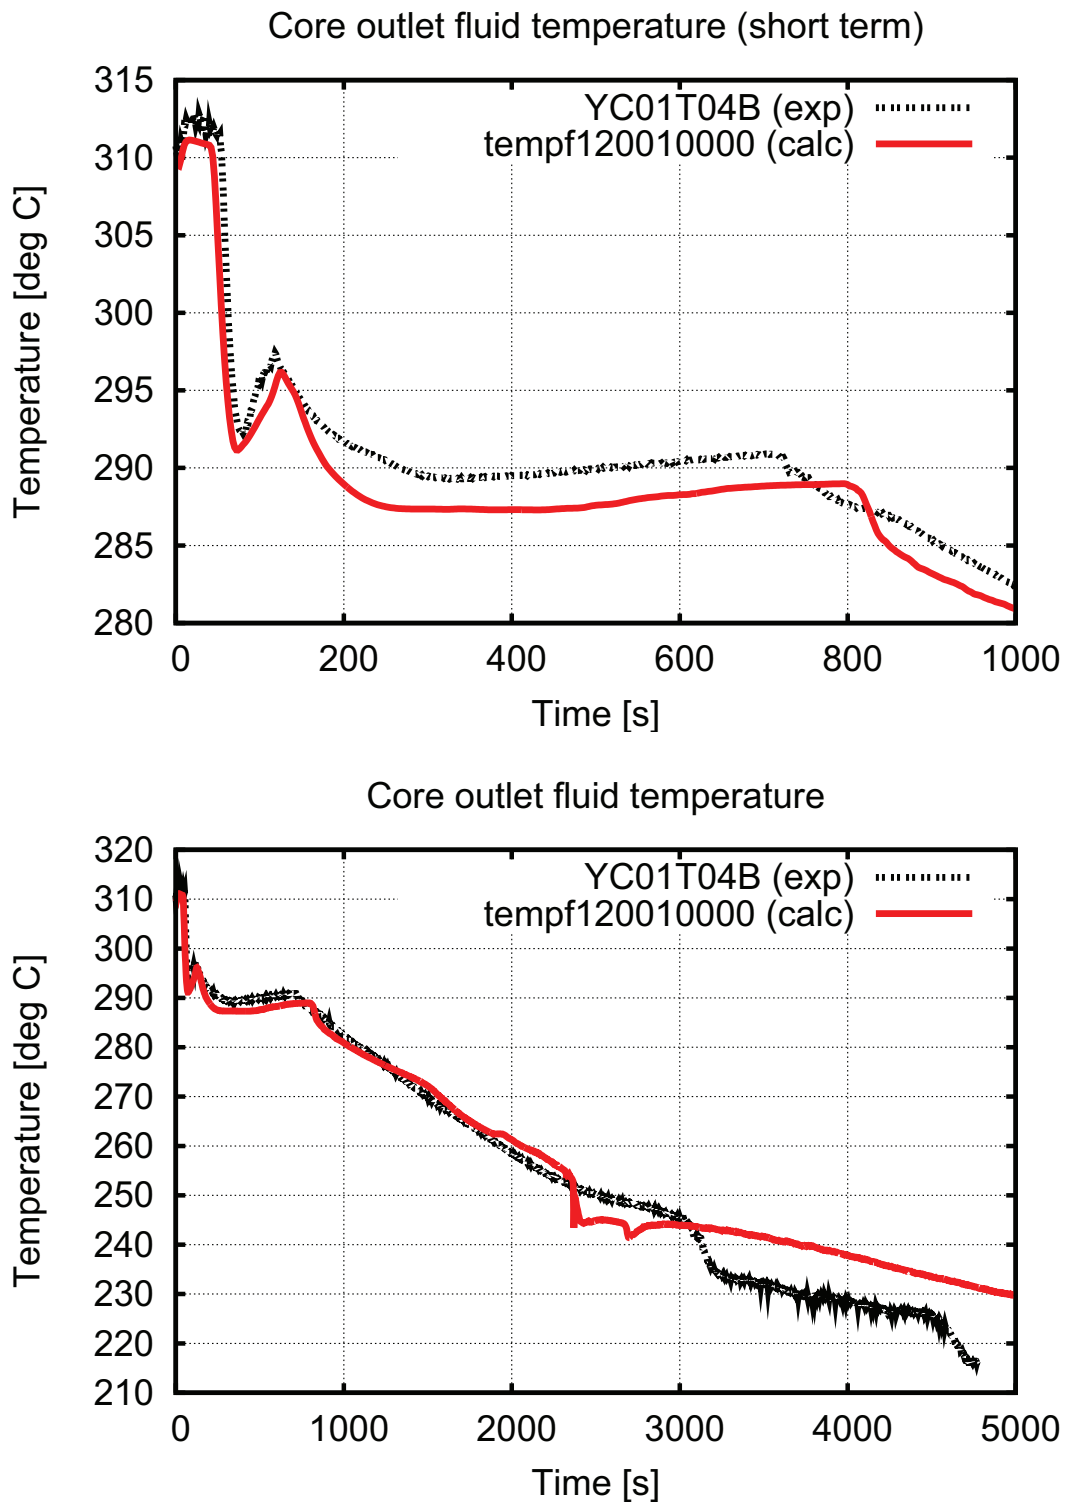 Core outlet fluid temperature (short term)
315
310
305
300
295
290
285
280
Temperature [deg C]
YC01T04B (exp)
tempf120010000 (calc)
0 200 400 600 800 1000
Time [s]
Core outlet fluid temperature
320
310
300
290
280
270
260
250
240
230
220
210
Temperature [deg C]
YC01T04B (exp)
tempf120010000 (calc)
0 1000 2000 3000 4000 5000
Time [s]